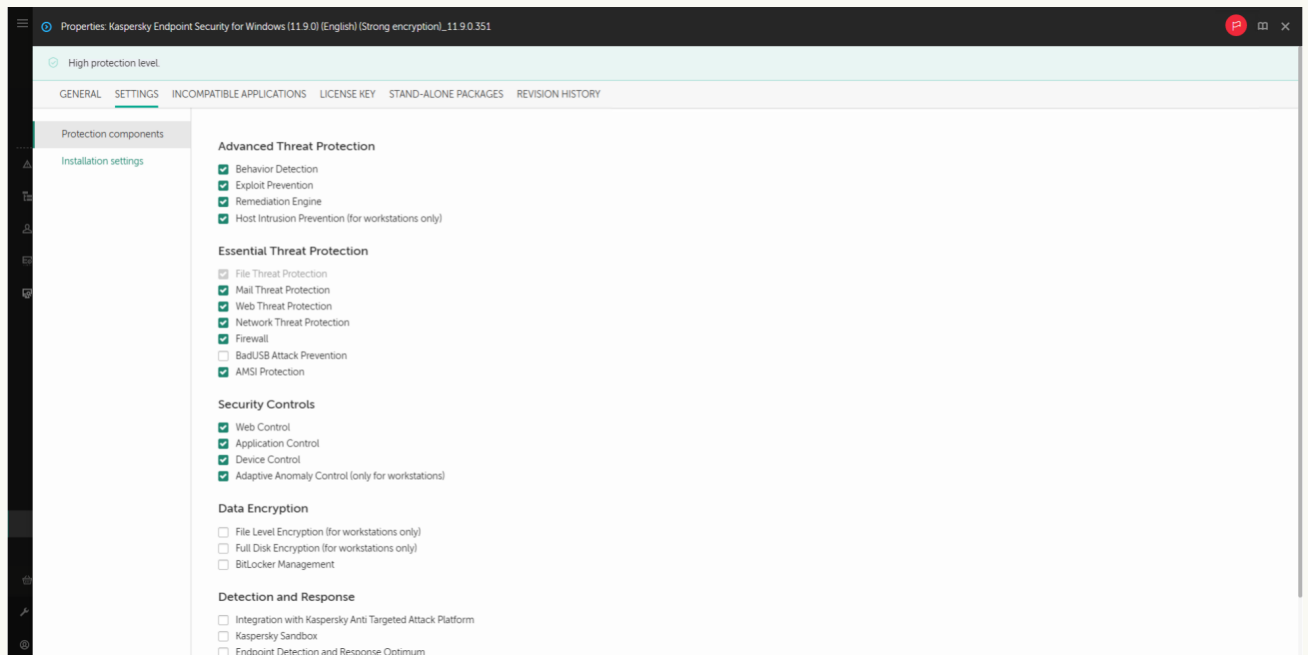 Properties: Kaspersky Endpoint Security for Windows (11.9.0) (English) (Strong encryption)_11.9.0.351
High protection level.
GENERAL SETTINGS INCOMPATIBLE APPLICATIONS LICENSE KEY STAND-ALONE PACKAGES REVISION HISTORY
Protection components
Installation settings
Advanced Threat Protection
Behavior Detection
Exploit Prevention
Remediation Engine
Host Intrusion Prevention (for workstations only)
Essential Threat Protection
File Threat Protection
Mail Threat Protection
Web Threat Protection
Network Threat Protection
Firewall
BadUSB Attack Prevention
AMSI Protection
Security Controls
Web Control
Application Control
Device Control
Adaptive Anomaly Control (only for workstations)
Data Encryption
File Level Encryption (for workstations only)
Full Disk Encryption (for workstations only)
BitLocker Management
Detection and Response
Integration with Kaspersky Anti Targeted Attack Platform
Kaspersky Sandbox
Endpoint Detection and Response Optimum